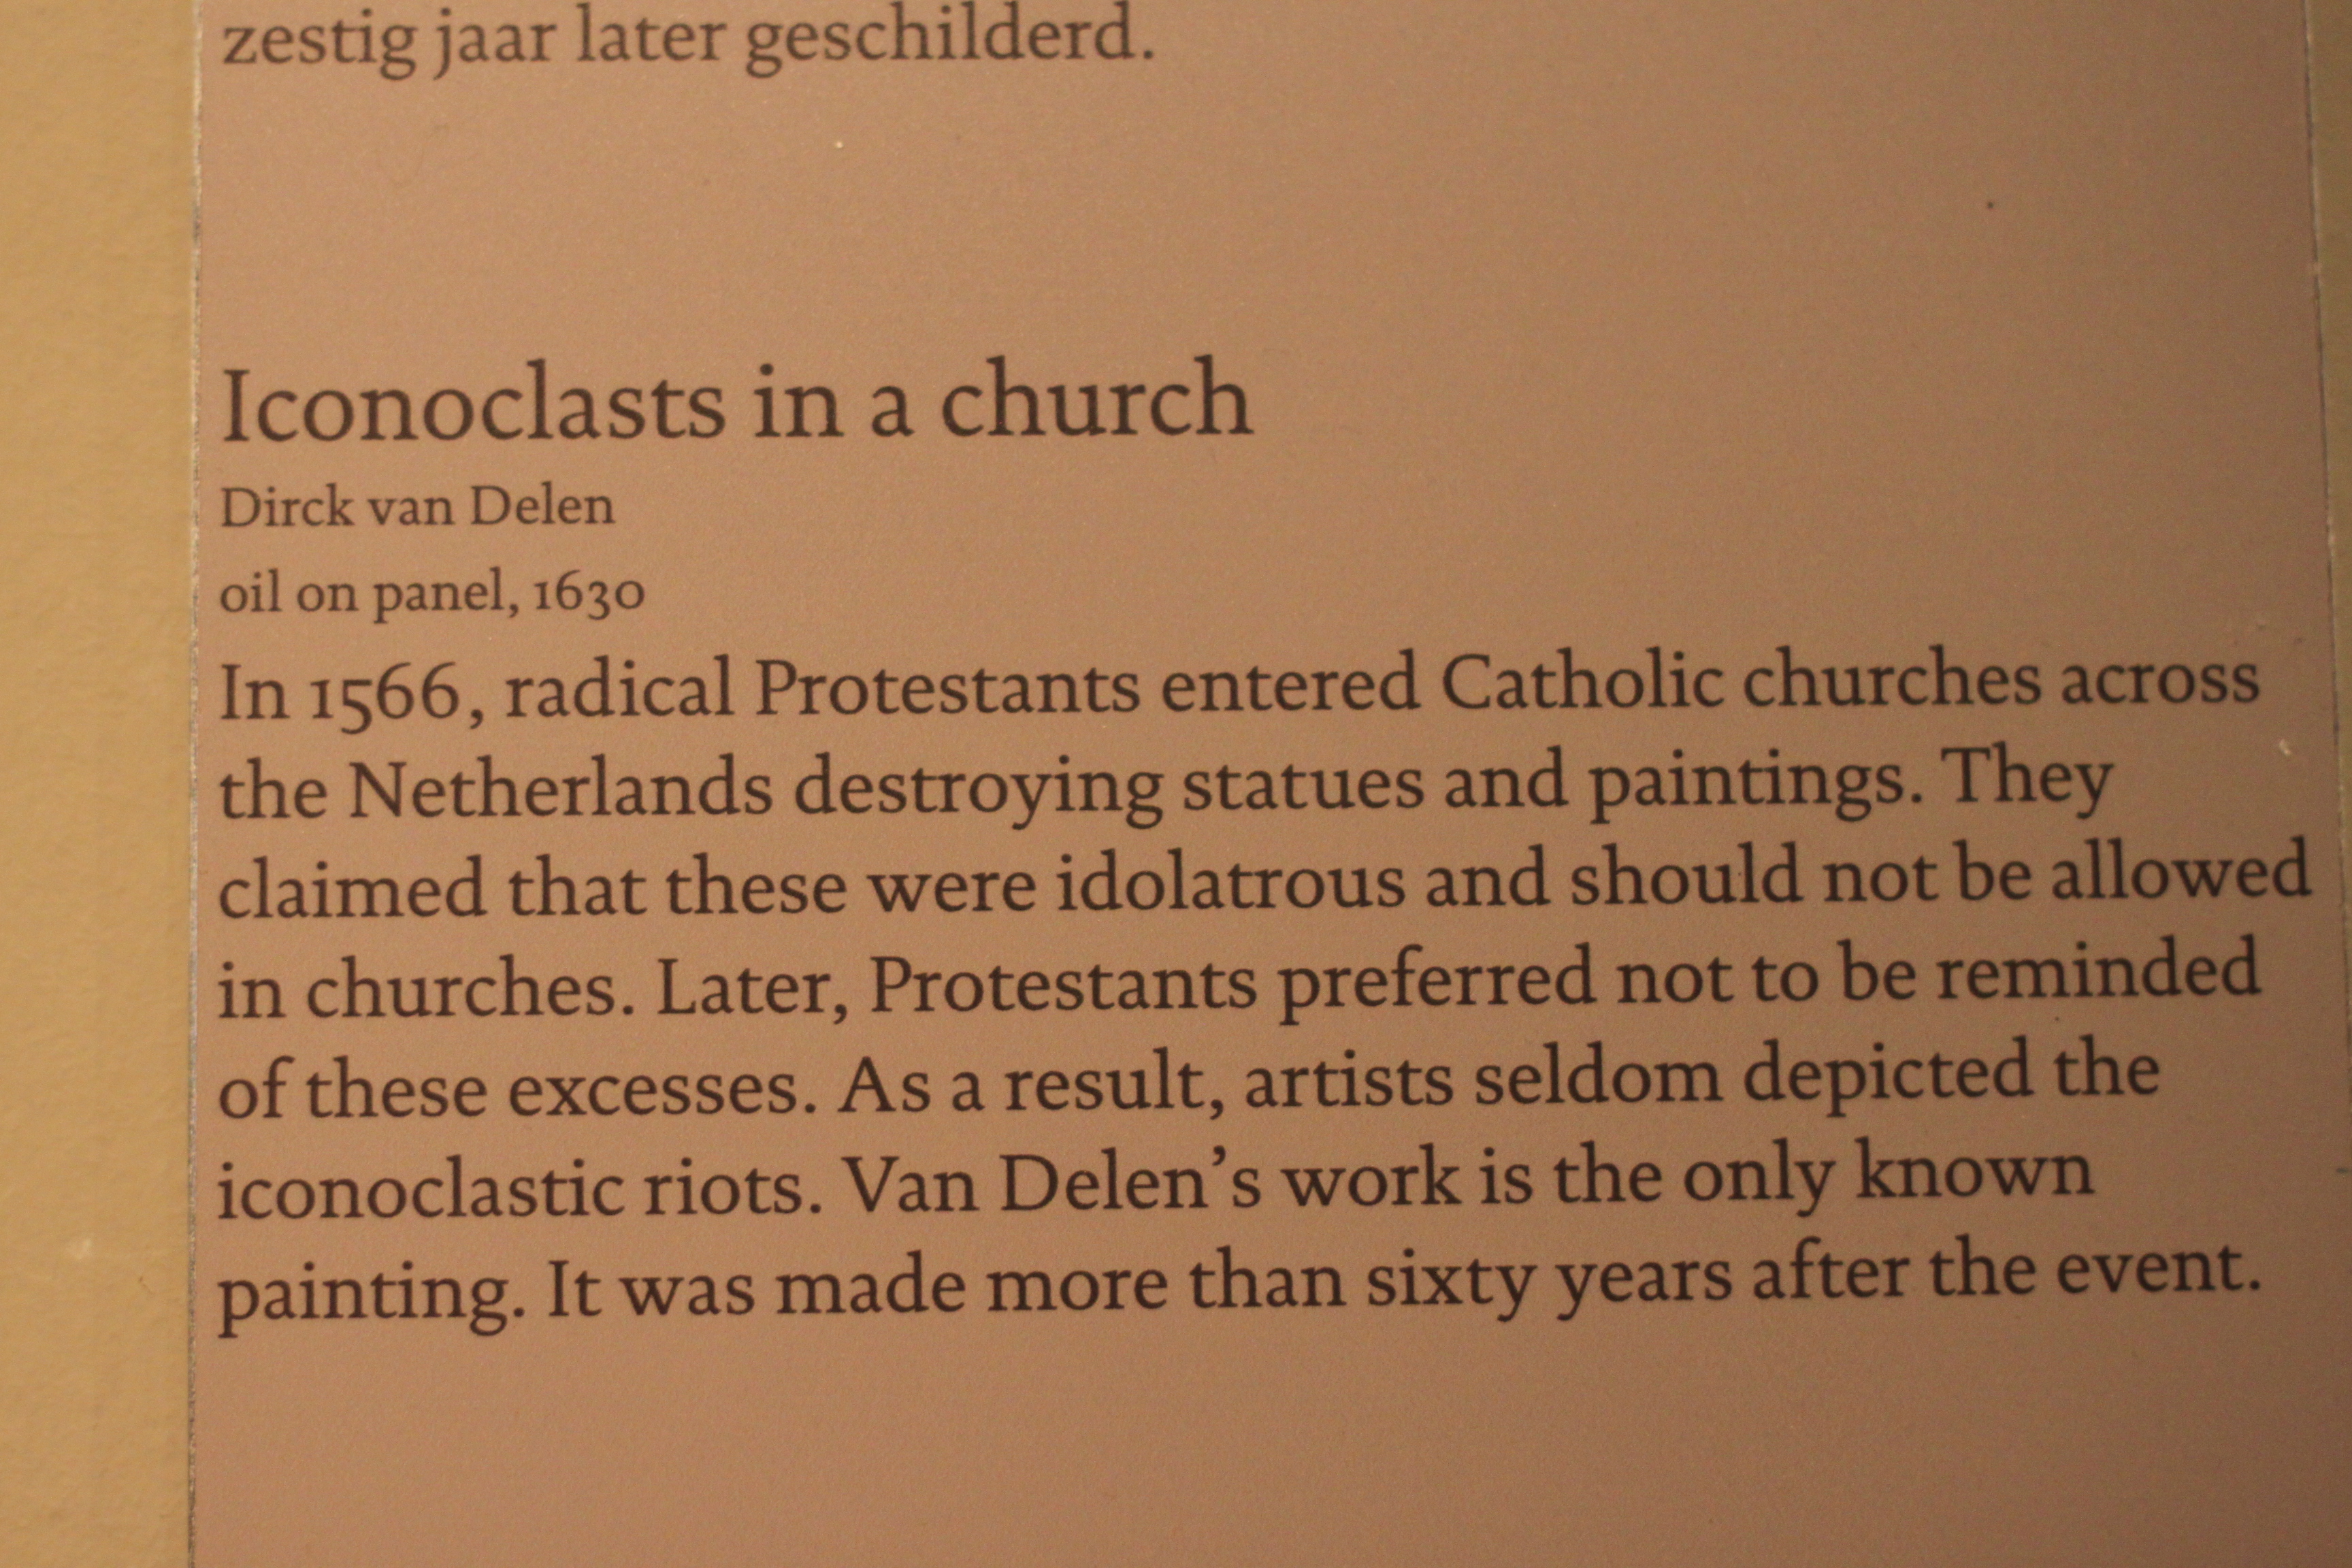 zestig jaar later geschilderd.
Iconoclasts in a church
Dirck van Delen
oil on panel, 1630
In 1566, radical Protestants entered Catholic churches across
the Netherlands destroying statues and paintings. They
claimed that these were idolatrous and should not be allowed
in churches. Later, Protestants preferred not to be reminded
of these excesses. As a result, artists seldom depicted the
iconoclastic riots. Van Delen’s work is the only known
painting. It was made more than sixty years after the event.